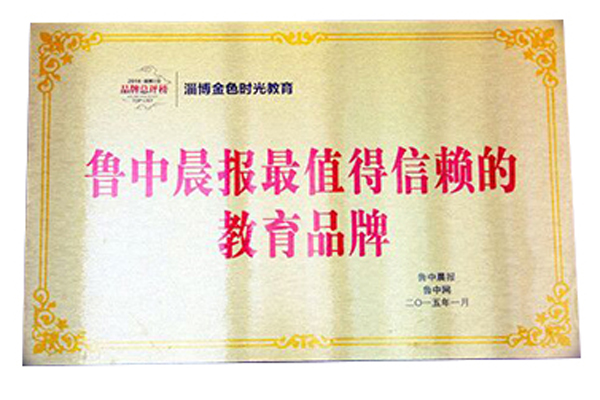 品牌总评榜
TOP LIST
淄博金色时光教育
鲁中晨报最值得信赖的
教育品牌
鲁中晨报
鲁中网
二〇一五年一月